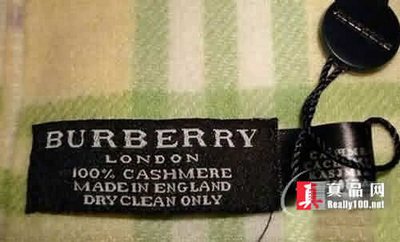 BURBERRY
LONDON
100% CASHMERE
MADE IN ENGLAND
DRY CLEAN ONLY
真品网
Really100.net